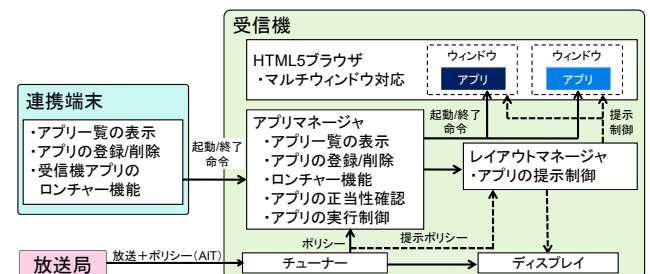 受信機
HTML5ブラウザ
・マルチウィンドウ対応
ウィンドウ
アプリ
ウィンドウ
アプリ
連携端末
・アプリ一覧の表示
・アプリの登録/削除
・受信機アプリの
ロンチャー機能
起動/終了
命令
アプリマネージャ
・アプリ一覧の表示
・アプリの登録/削除
・ロンチャー機能
・アプリの正当性確認
・アプリの実行制御
起動/終了
命令
提示
制御
レイアウトマネージャ
・アプリの提示制御
ポリシー
提示ポリシー
放送局
放送+ポリシー(AIT)
チューナー
ディスプレイ